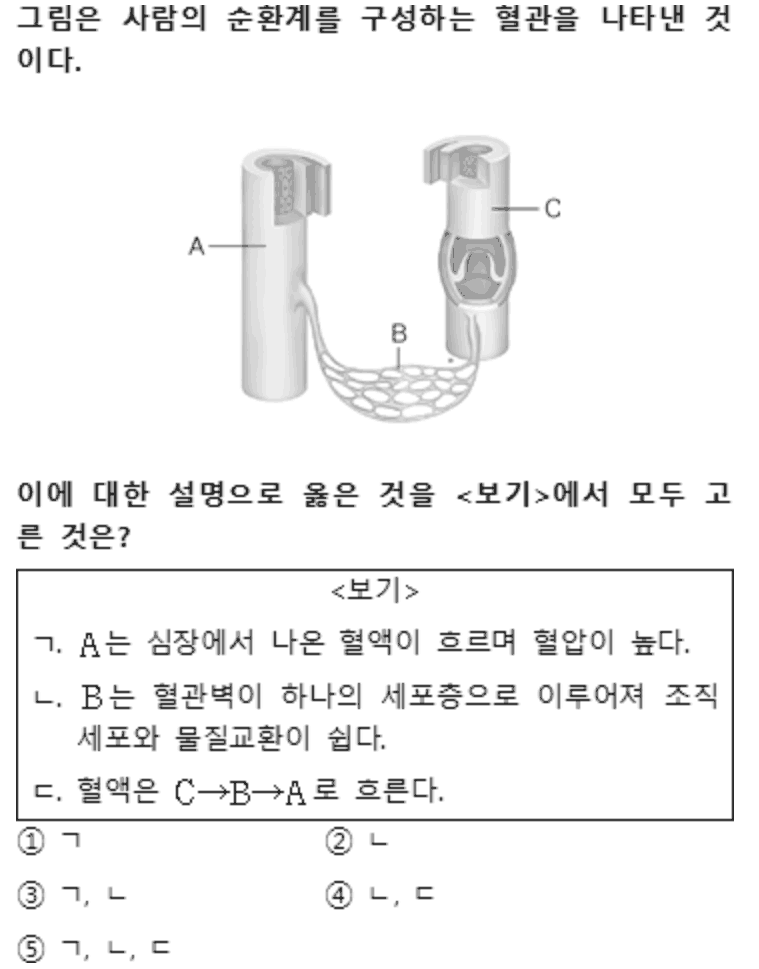 그림은 사람의 순환계를 구성하는 혈관을 나타낸 것
이다.
A
C
B
이에 대한 설명으로 옳은 것을 <보기>에서 모두 고
른 것은?
<보기>
ㄱ. A는 심장에서 나온 혈액이 흐르며 혈압이 높다.
ㄴ. B는 혈관벽이 하나의 세포층으로 이루어져 조직
세포와 물질교환이 쉽다.
ㄷ. 혈액은 C→B→A로 흐른다.
① ㄱ ② ㄴ
③ ㄱ, ㄴ ④ ㄴ, ㄷ
⑤ ㄱ, ㄴ, ㄷ